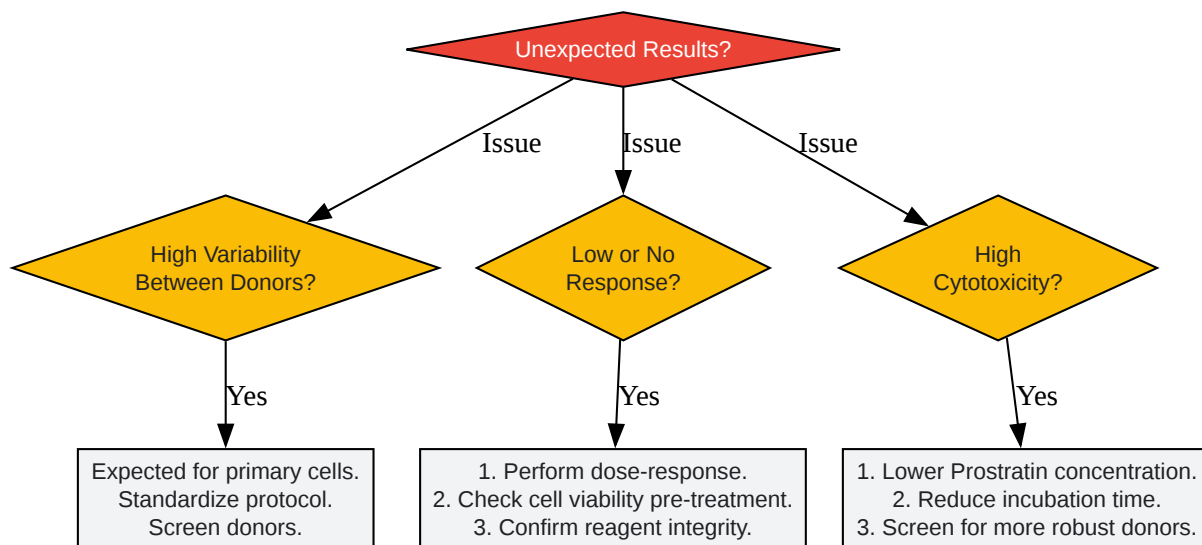 Unexpected Results?
Issue
Issue
Issue
High Variability
Between Donors?
Low or No
Response?
High
Cytotoxicity?
Yes
Yes
Yes
Expected for primary cells.
Standardize protocol.
Screen donors.
1. Perform dose-response.
2. Check cell viability pre-treatment.
3. Confirm reagent integrity.
1. Lower Prostratin concentration.
2. Reduce incubation time.
3. Screen for more robust donors.